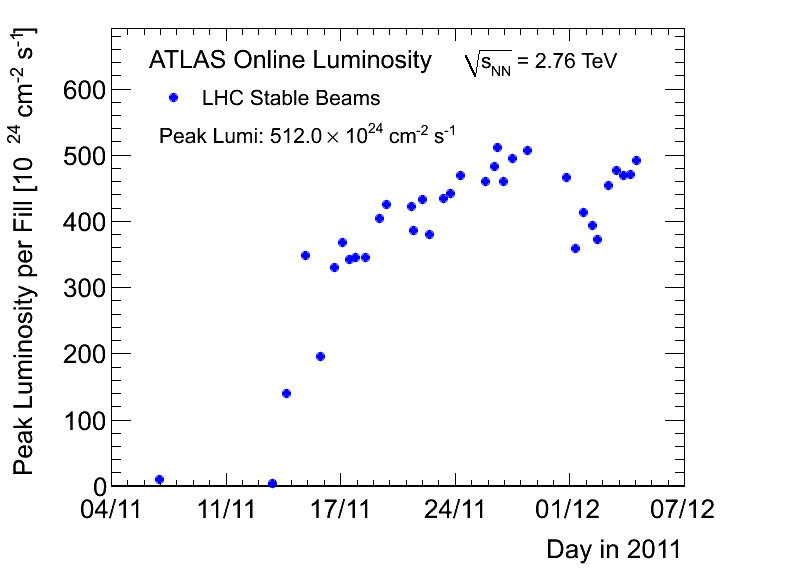 ATLAS Online Luminosity √s_NN = 2.76 TeV
LHC Stable Beams
Peak Lumi: 512.0 × 10^24 cm^-2 s^-1
Peak Luminosity per Fill [10^24 cm^-2 s^-1]
600
500
400
300
200
100
0
04/11 11/11 17/11 24/11 01/12 07/12
Day in 2011